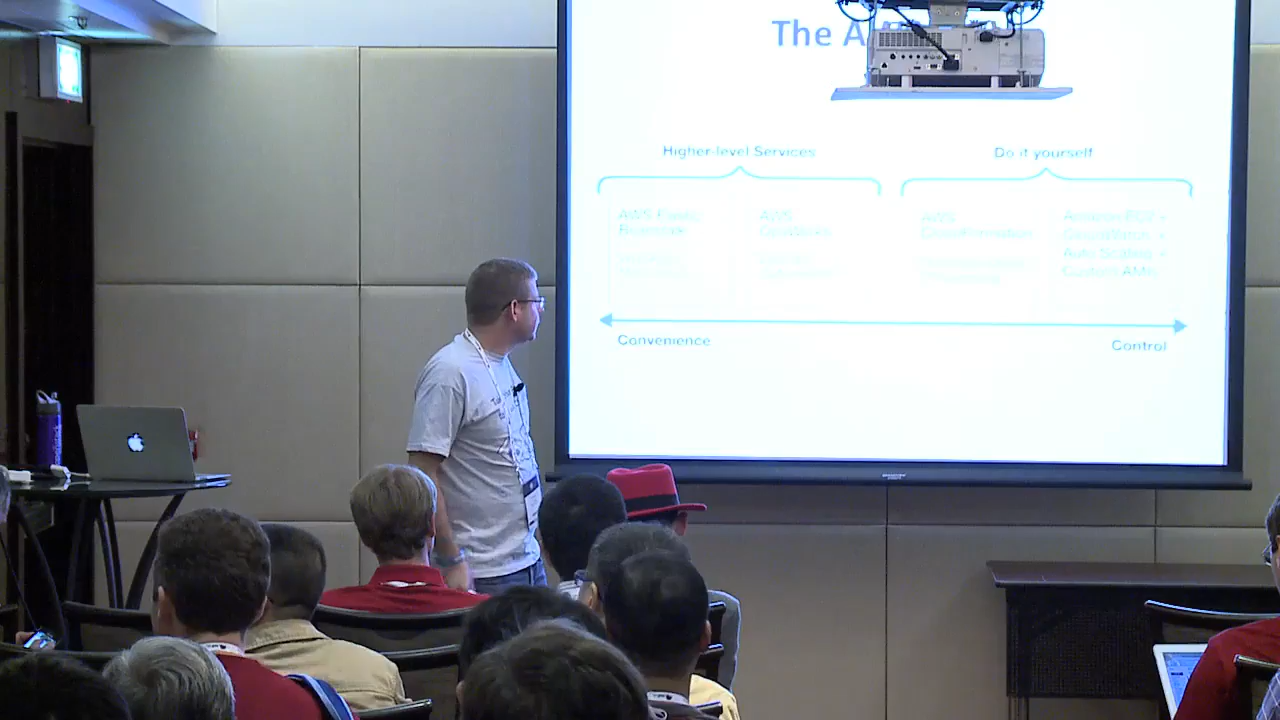 The A
Higher-level Services
Do it yourself
AWS Elastic
Beanstalk
AWS
OpsWorks
AWS
CloudFormation
Amazon EC2 +
CloudWatch +
Auto Scaling +
Custom AMIs
Convenience
Control